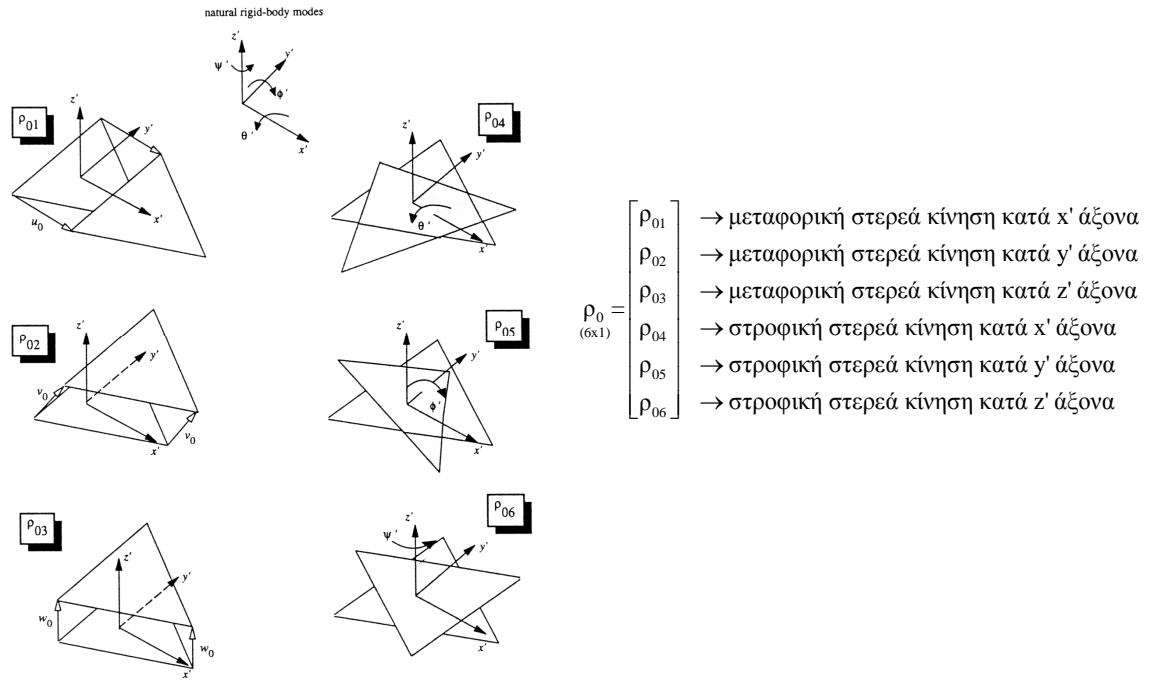 natural rigid-body modes
z'
y'
ψ'
ϕ'
θ'
x'
ρ01
z'
y'
x'
u0
ρ04
z'
y'
θ'
x'
ρ02
z'
y'
v0
v0
x'
ρ05
z'
y'
ϕ'
x'
ρ03
z'
y'
w0
w0
x'
ρ06
z'
ψ'
y'
x'
ρ0 =
(6x1)
ρ01 → μεταφορική στερεά κίνηση κατά x' άξονα
ρ02 → μεταφορική στερεά κίνηση κατά y' άξονα
ρ03 → μεταφορική στερεά κίνηση κατά z' άξονα
ρ04 → στροφική στερεά κίνηση κατά x' άξονα
ρ05 → στροφική στερεά κίνηση κατά y' άξονα
ρ06 → στροφική στερεά κίνηση κατά z' άξονα